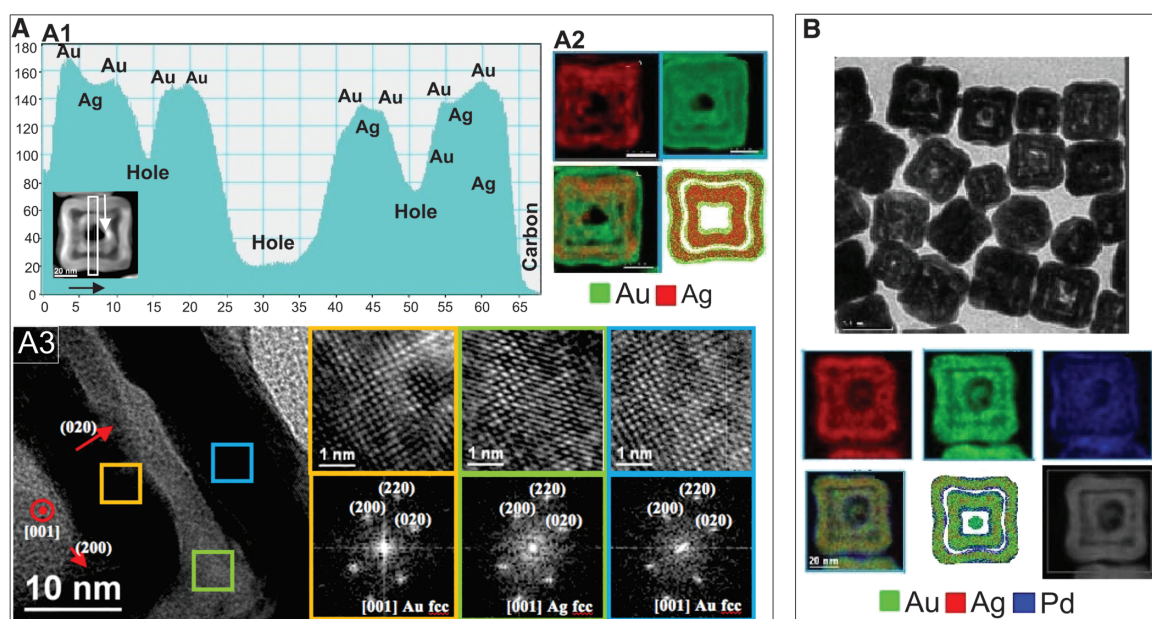 A
A1
180
160
140
120
100
80
60
40
20
0
Au
Au
Ag
Au
Au
Hole
Hole
Au
Au
Ag
Au
Au
Ag
Au
Ag
Hole
Carbon
20 nm
0 5 10 15 20 25 30 35 40 45 50 55 60 65
A2
Au Ag
A3
(020)
[001]
(200)
10 nm
1 nm
1 nm
1 nm
(220)
(200)
(020)
[001] Au fcc
(220)
(200)
(020)
[001] Ag fcc
(220)
(200)
(020)
[001] Au fcc
B
20 nm
Au Ag Pd